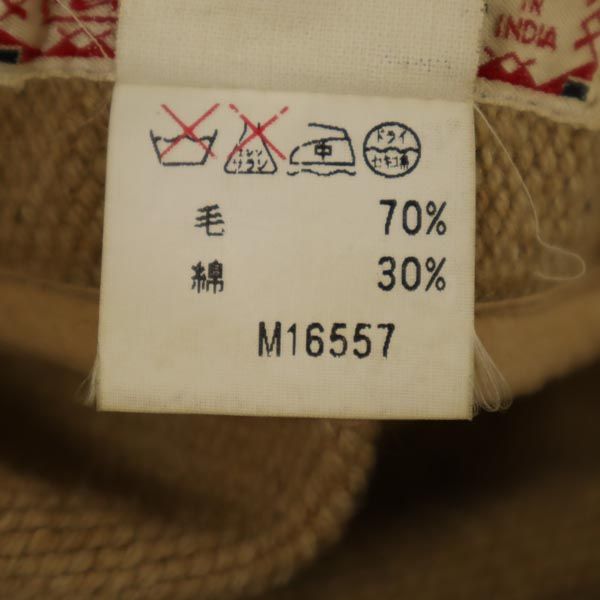 IN
INDIA
エンソ
サラシ
中
ドライ
セキユ系
毛 70%
綿 30%
M16557